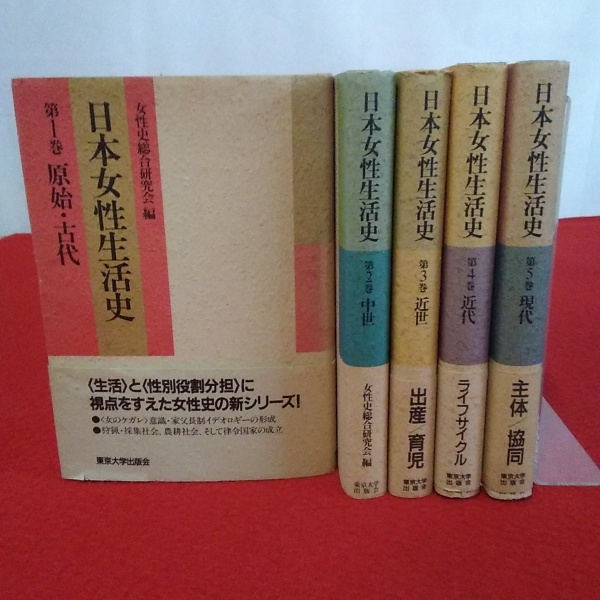 女性史総合研究会 編
日本女性生活史
第1巻 原始・古代
〈生活〉と〈性別役割分担〉に
視点をすえた女性史の新シリーズ!
●〈女のケガレ〉意識・家父長制イデオロギーの形成
●狩猟・採集社会、農耕社会、そして律令国家の成立
東京大学出版会
日本女性生活史
第2巻 中世
女性史総合研究会 編
東京大学
出版会
日本女性生活史
第3巻 近世
出産/育児
東京大学
出版会
日本女性生活史
第4巻 近代
ライフサイクル
東京大学
出版会
日本女性生活史
第5巻 現代
主体/協同
東京大学
出版会